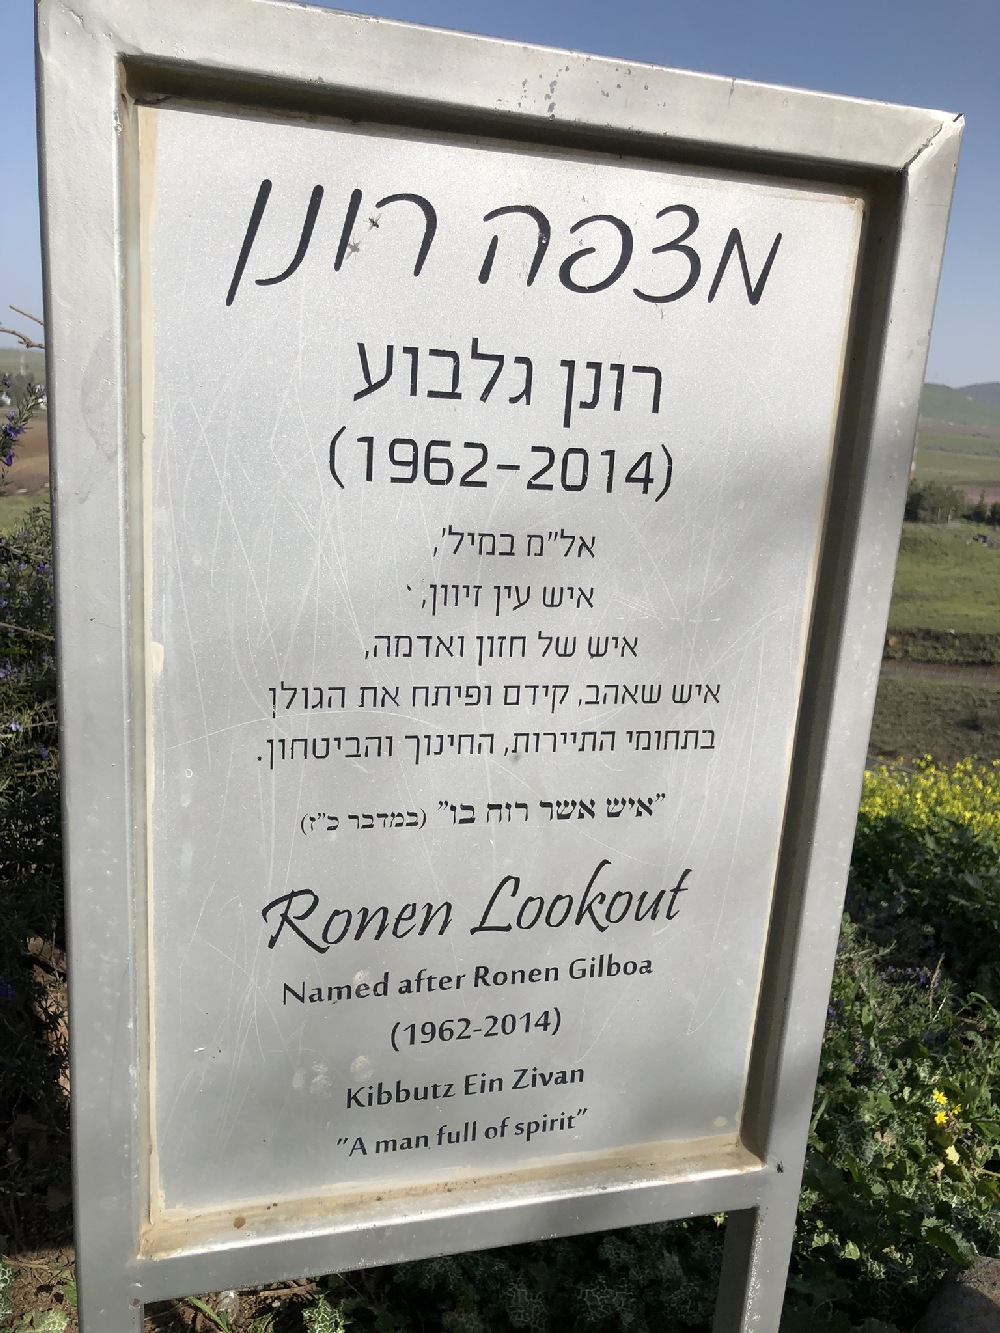 מצפה רונן
רונן גלבוע
(1962-2014)
אל"מ במיל',
איש עין זיוון,
איש של חזון ואדמה,
איש שאהב, קידם ופיתח את הגולן
בתחומי התיירות, החינוך והביטחון.
"איש אשר רוח בו" (במדבר כ"ז)
Ronen Lookout
Named after Ronen Gilboa
(1962-2014)
Kibbutz Ein Zivan
"A man full of spirit"